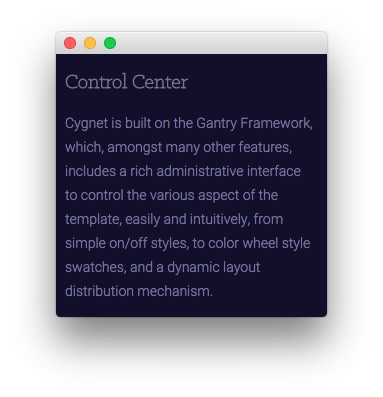 Control Center
Cygnet is built on the Gantry Framework,
which, amongst many other features,
includes a rich administrative interface
to control the various aspect of the
template, easily and intuitively, from
simple on/off styles, to color wheel style
swatches, and a dynamic layout
distribution mechanism.